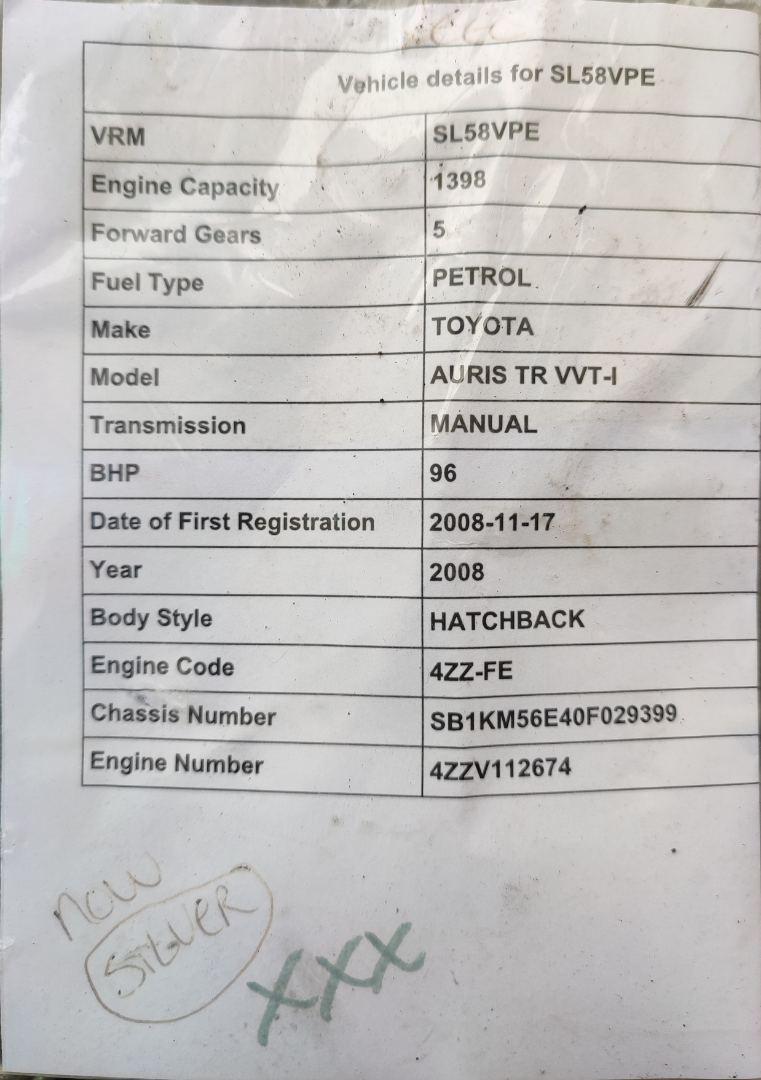 Vehicle details for SL58VPE
VRM SL58VPE
Engine Capacity 1398
Forward Gears 5
Fuel Type PETROL
Make TOYOTA
Model AURIS TR VVT-I
Transmission MANUAL
BHP 96
Date of First Registration 2008-11-17
Year 2008
Body Style HATCHBACK
Engine Code 4ZZ-FE
Chassis Number SB1KM56E40F029399
Engine Number 4ZZV112674
now
SILVER
XXX